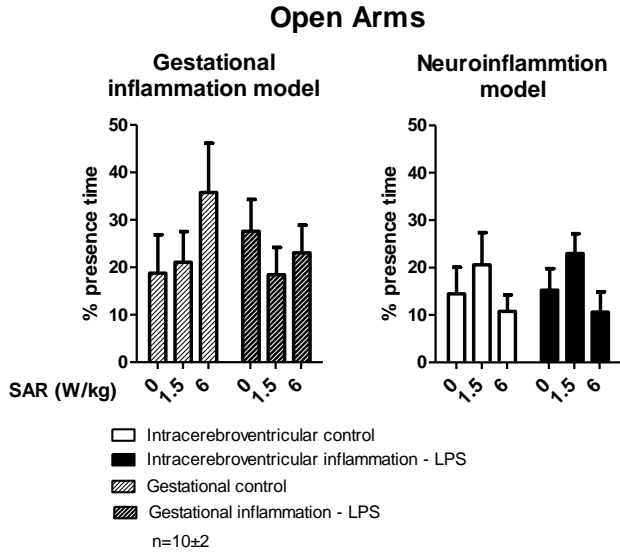 Open Arms
Gestational
inflammation model
Neuroinflammtion
model
% presence time
50
40
30
20
10
0
0
1.5
6
0
1.5
6
% presence time
50
40
30
20
10
0
0
1.5
6
0
1.5
6
SAR (W/kg)
Intracerebroventricular control
Intracerebroventricular inflammation - LPS
Gestational control
Gestational inflammation - LPS
n=10±2